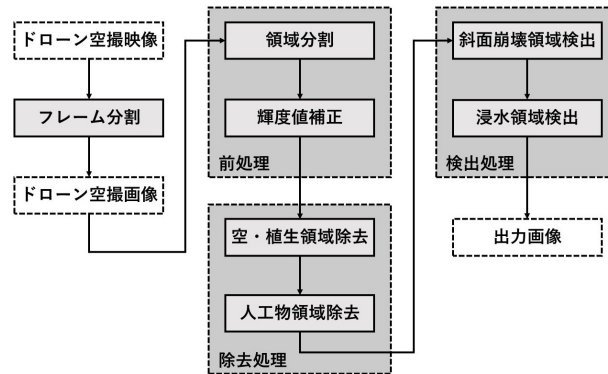 ドローン空撮映像
フレーム分割
ドローン空撮画像
領域分割
輝度値補正
前処理
空・植生領域除去
人工物領域除去
除去処理
斜面崩壊領域検出
浸水領域検出
検出処理
出力画像